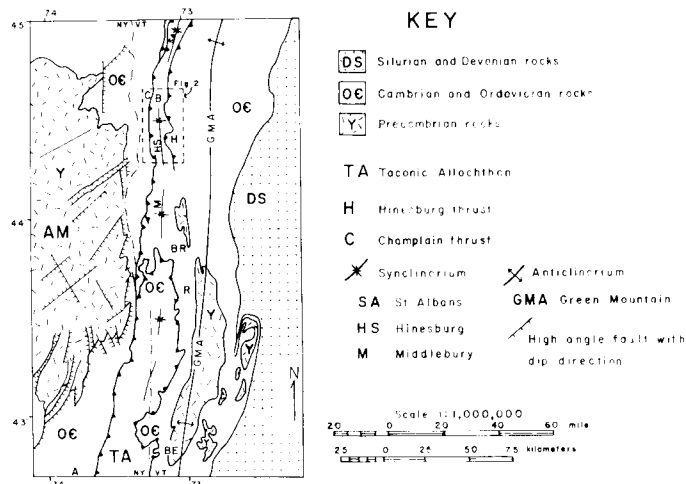 KEY
DS Silurian and Devonian rocks
OЄ Cambrian and Ordovician rocks
Y Precambrian rocks
TA Taconic Allochthon
H Hinesburg thrust
C Champlain thrust
Synclinorium
Anticlinorium
SA St Albans
GMA Green Mountain
HS Hinesburg
High angle fault with
dip direction
M Middlebury
Scale 1:1,000,000
20 0 20 40 60 mile
25 0 25 50 75 kilometers
74
NY VT
73
45
44
43
OЄ
Fig 2
C
B
OЄ
GMA
HS
H
Y
DS
AM
M
BR
OЄ
R
GMA
Y
Y
OЄ
TA
OЄ
BE
N
A
NY VT
73